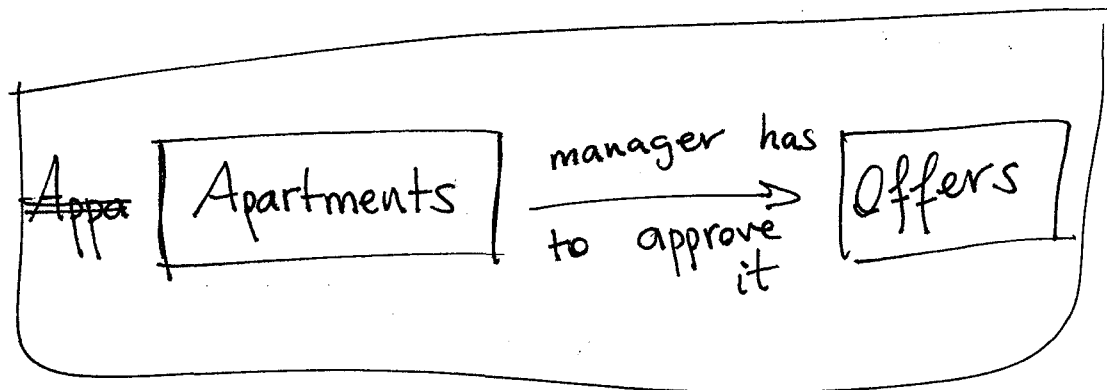 Appa
Apartments
manager has
to approve
it
Offers